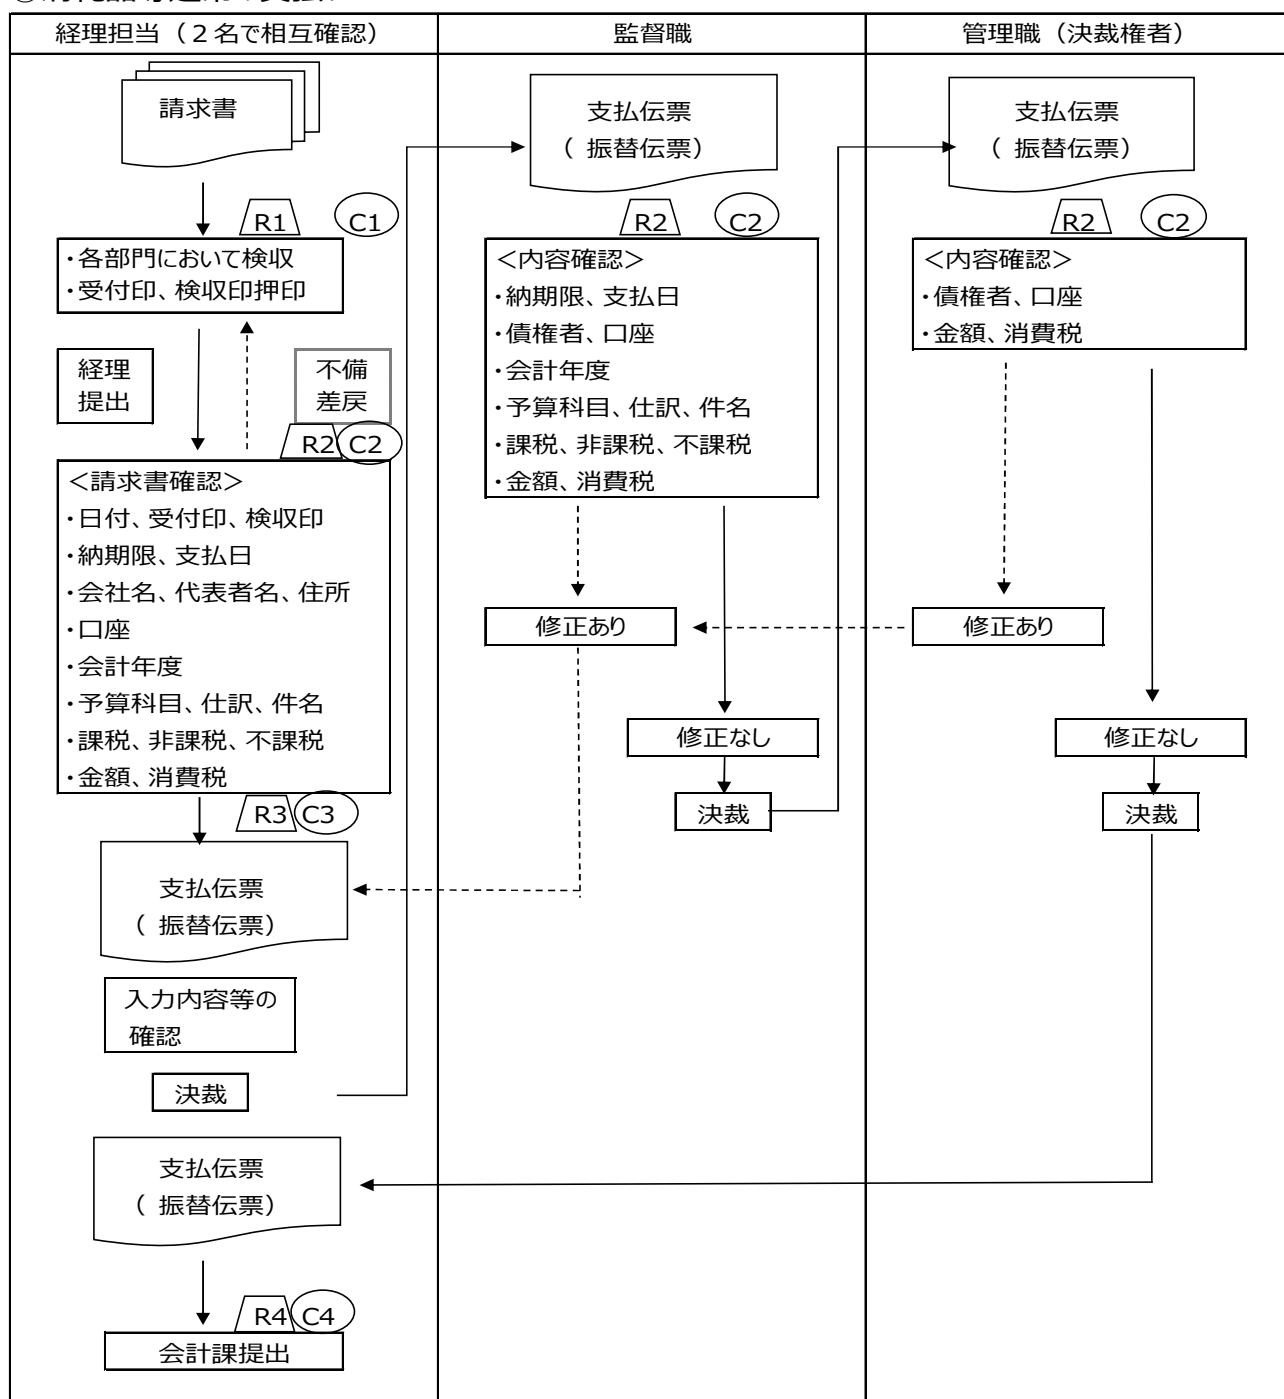 経理担当（２名で相互確認）
監督職
管理職（決裁権者）
請求書
R1
C1
・各部門において検収
・受付印、検収印押印
経理
提出
不備
差戻
R2
C2
＜請求書確認＞
・日付、受付印、検収印
・納期限、支払日
・会社名、代表者名、住所
・口座
・会計年度
・予算科目、仕訳、件名
・課税、非課税、不課税
・金額、消費税
R3
C3
支払伝票
（ 振替伝票）
入力内容等の
確認
決裁
支払伝票
（ 振替伝票）
R4
C4
会計課提出
支払伝票
（ 振替伝票）
R2
C2
＜内容確認＞
・納期限、支払日
・債権者、口座
・会計年度
・予算科目、仕訳、件名
・課税、非課税、不課税
・金額、消費税
修正あり
修正なし
決裁
支払伝票
（ 振替伝票）
R2
C2
＜内容確認＞
・債権者、口座
・金額、消費税
修正あり
修正なし
決裁